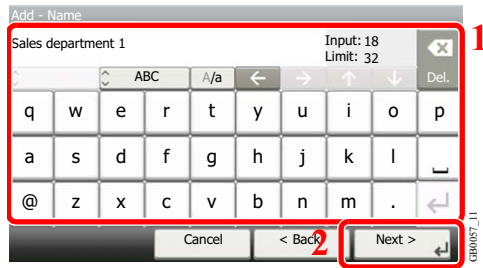 Add - Name
Sales department 1
Input: 18
Limit: 32
1
ABC A/a ← → ↑ ↓ Del.
q w e r t y u i o p
a s d f g h j k l
@ z x c v b n m .
Cancel < Back 2 Next >
GB0057_11